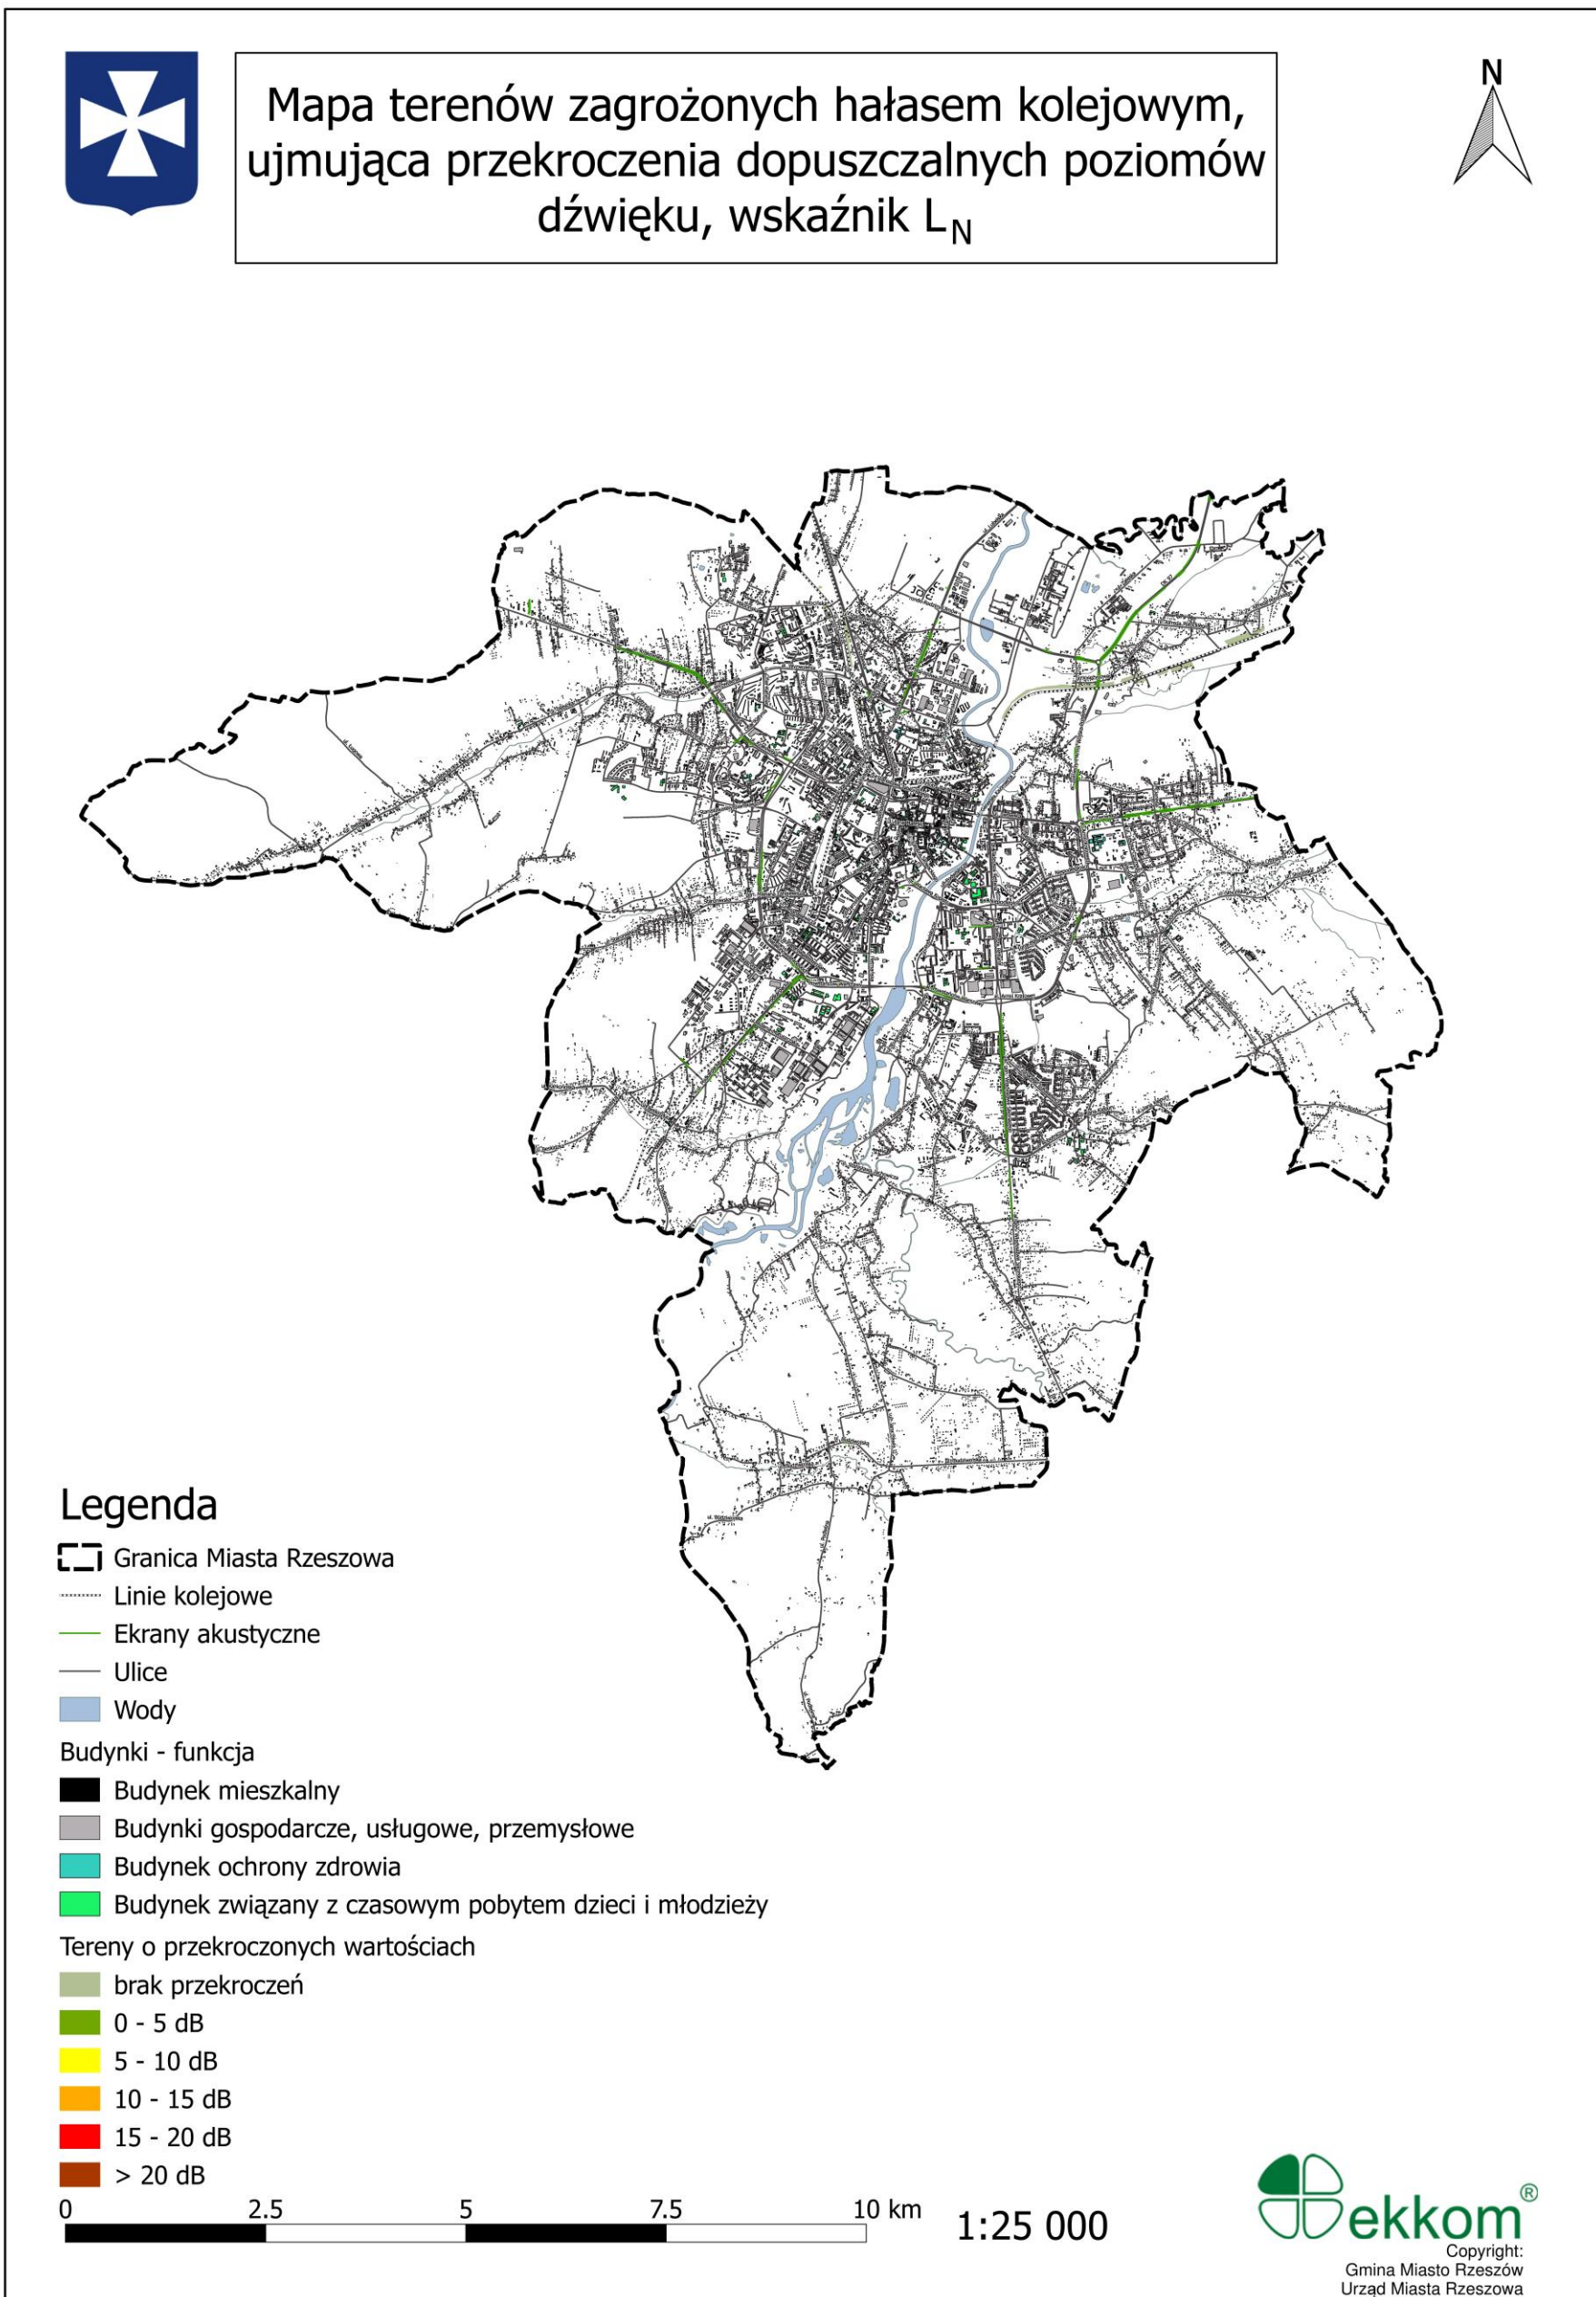 Mapa terenów zagrożonych hałasem kolejowym,
ujmująca przekroczenia dopuszczalnych poziomów
dźwięku, wskaźnik LN
N
Legenda
Granica Miasta Rzeszowa
Linie kolejowe
Ekrany akustyczne
Ulice
Wody
Budynki - funkcja
Budynek mieszkalny
Budynki gospodarcze, usługowe, przemysłowe
Budynek ochrony zdrowia
Budynek związany z czasowym pobytem dzieci i młodzieży
Tereny o przekroczonych wartościach
brak przekroczeń
0 - 5 dB
5 - 10 dB
10 - 15 dB
15 - 20 dB
> 20 dB
0 2.5 5 7.5 10 km
1:25 000
ekkom®
Copyright:
Gmina Miasto Rzeszów
Urząd Miasta Rzeszowa